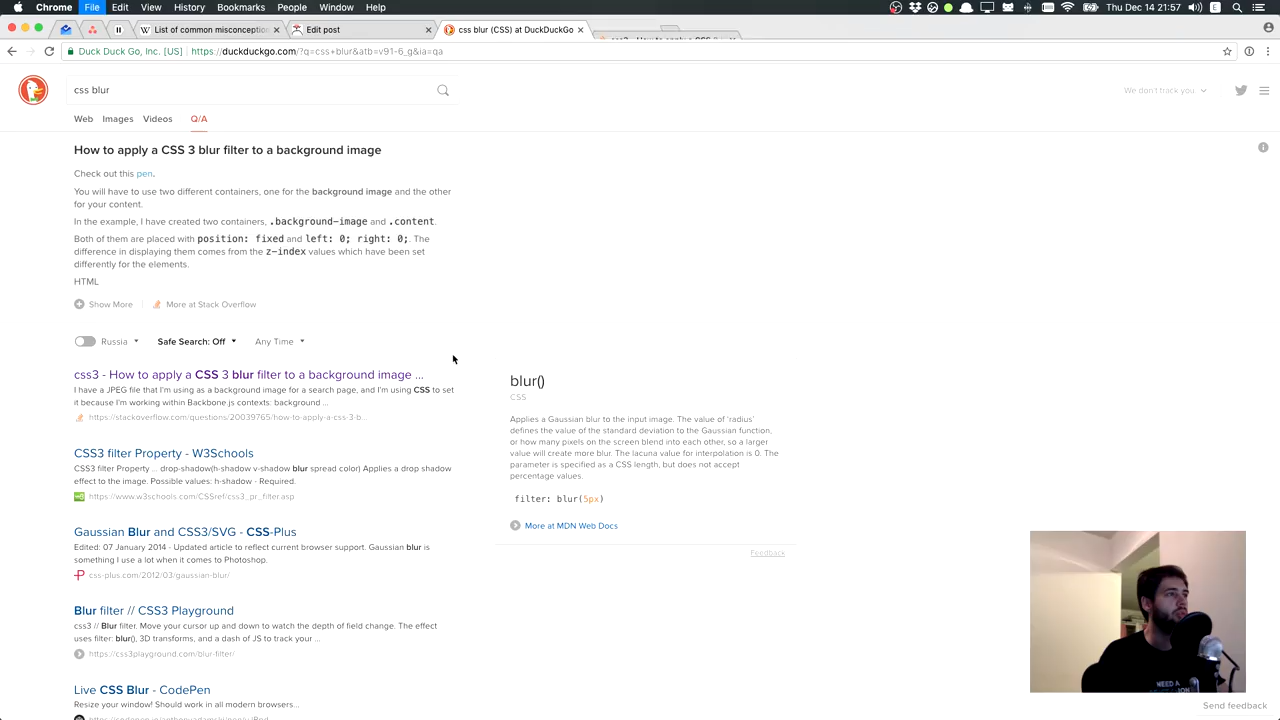 Chrome File Edit View History Bookmarks People Window Help
List of common misconception
Edit post
css blur (CSS) at DuckDuckGo
Duck Duck Go, Inc. [US] https://duckduckgo.com/?q=css+blur&atb=v91-6_g&ia=qa
css blur
We don't track you.
Web Images Videos Q/A
How to apply a CSS 3 blur filter to a background image
Check out this pen.
You will have to use two different containers, one for the background image and the other
for your content.
In the example, I have created two containers, .background-image and .content.
Both of them are placed with position: fixed and left: 0; right: 0;. The
difference in displaying them comes from the z-index values which have been set
differently for the elements.
HTML
Show More
More at Stack Overflow
Russia
Safe Search: Off
Any Time
css3 - How to apply a CSS 3 blur filter to a background image ...
I have a JPEG file that I'm using as a background image for a search page, and I'm using CSS to set
it because I'm working within Backbone.js contexts: background ...
https://stackoverflow.com/questions/20039765/how-to-apply-a-css-3-b...
CSS3 filter Property - W3Schools
CSS3 filter Property ... drop-shadow(h-shadow v-shadow blur spread color) Applies a drop shadow
effect to the image. Possible values: h-shadow - Required.
https://www.w3schools.com/CSSref/css3_pr_filter.asp
Gaussian Blur and CSS3/SVG - CSS-Plus
Edited: 07 January 2014 - Updated article to reflect current browser support. Gaussian blur is
something I use a lot when it comes to Photoshop.
css-plus.com/2012/03/gaussian-blur/
Blur filter // CSS3 Playground
css3 // Blur filter. Move your cursor up and down to watch the depth of field change. The effect
uses filter: blur(), 3D transforms, and a dash of JS to track your ...
https://css3playground.com/blur-filter/
Live CSS Blur - CodePen
Resize your window! Should work in all modern browsers...
blur()
CSS
Applies a Gaussian blur to the input image. The value of 'radius'
defines the value of the standard deviation to the Gaussian function,
or how many pixels on the screen blend into each other, so a larger
value will create more blur. The lacuna value for interpolation is 0. The
parameter is specified as a CSS length, but does not accept
percentage values.
filter: blur(5px)
More at MDN Web Docs
Feedback
NEED A
Send feedback